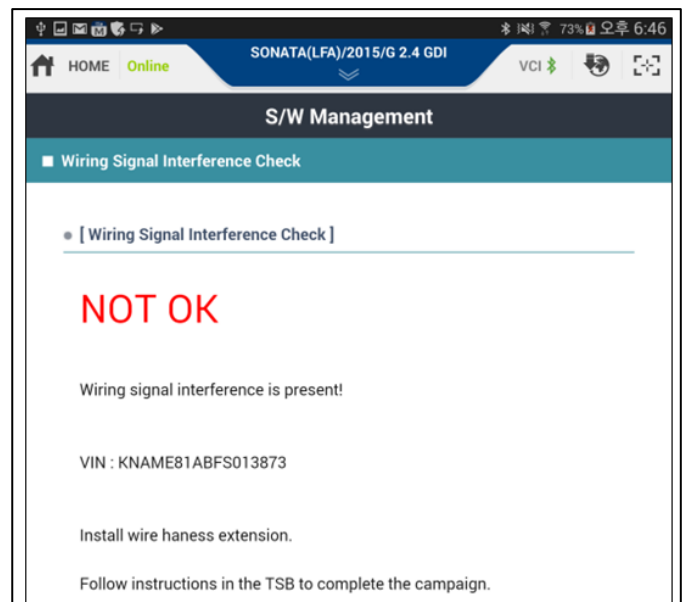 73% 오후 6:46
HOME Online SONATA(LFA)/2015/G 2.4 GDI VCI
S/W Management
Wiring Signal Interference Check
[ Wiring Signal Interference Check ]
NOT OK
Wiring signal interference is present!
VIN : KNAME81ABFS013873
Install wire haness extension.
Follow instructions in the TSB to complete the campaign.